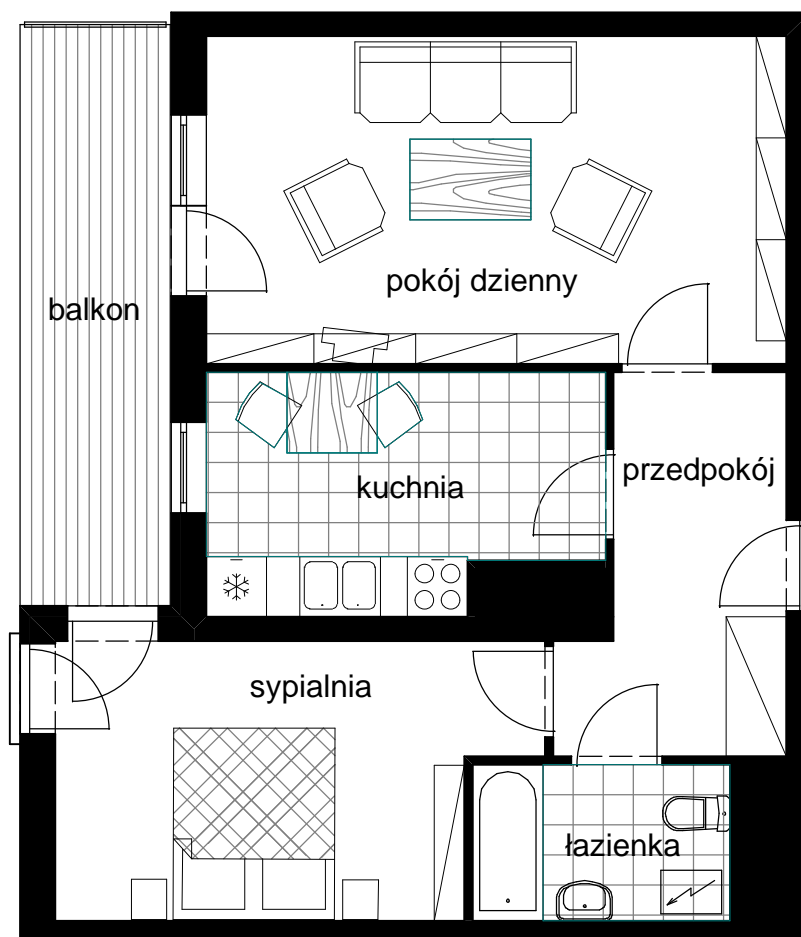 pokój dzienny
balkon
przedpokój
kuchnia
sypialnia
łazienka